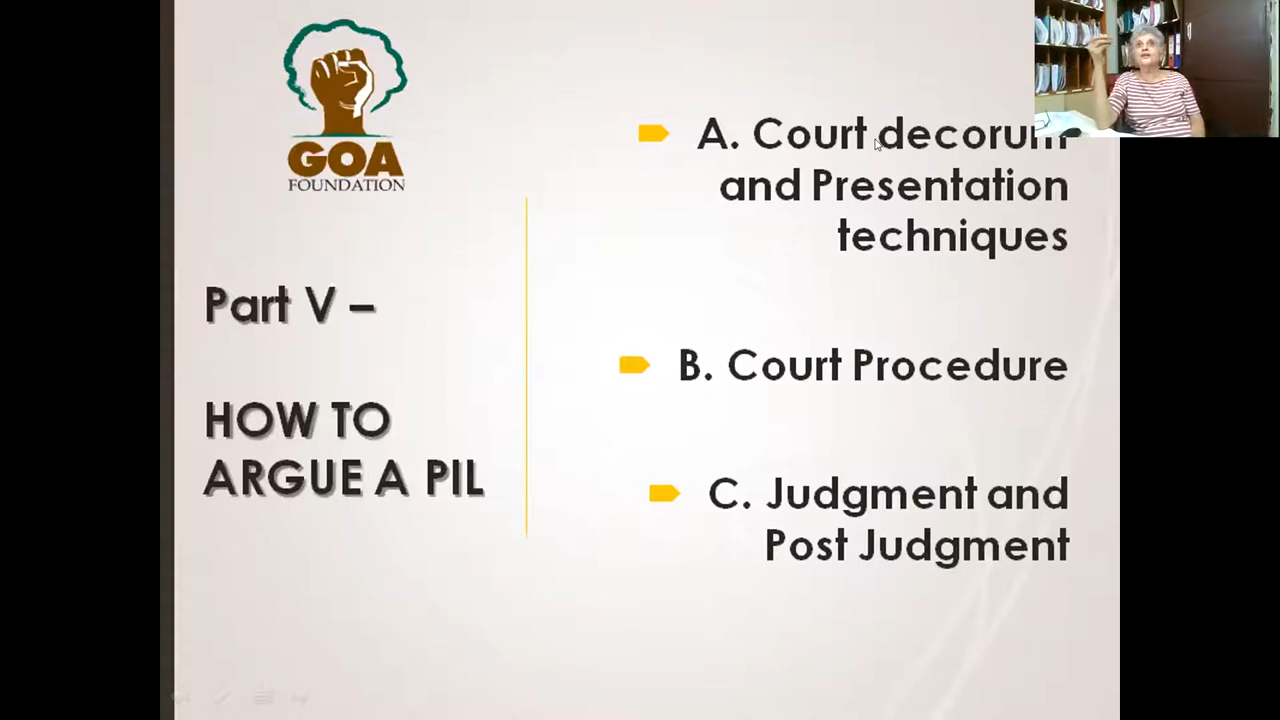 GOA
FOUNDATION
Part V –
HOW TO
ARGUE A PIL
A. Court decorum
and Presentation
techniques
B. Court Procedure
C. Judgment and
Post Judgment